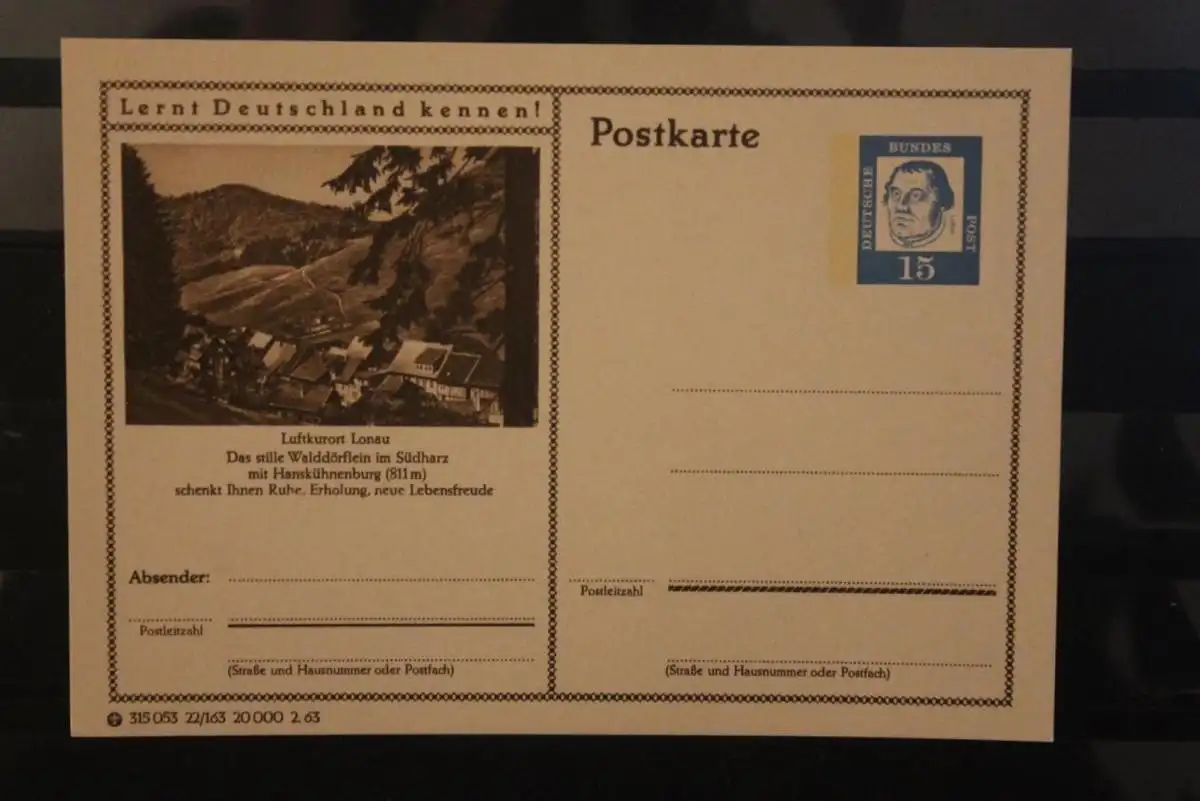 Lernt Deutschland kennen!
Luftkurort Lonau
Das stille Walddörflein im Südharz
mit Hanskühnenburg (811 m)
schenkt Ihnen Ruhe, Erholung, neue Lebensfreude
Absender:
Postleitzahl
(Straße und Hausnummer oder Postfach)
315 053 22/163 20 000 2. 63
Postkarte
DEUTSCHE
BUNDES
POST
15
Postleitzahl
(Straße und Hausnummer oder Postfach)